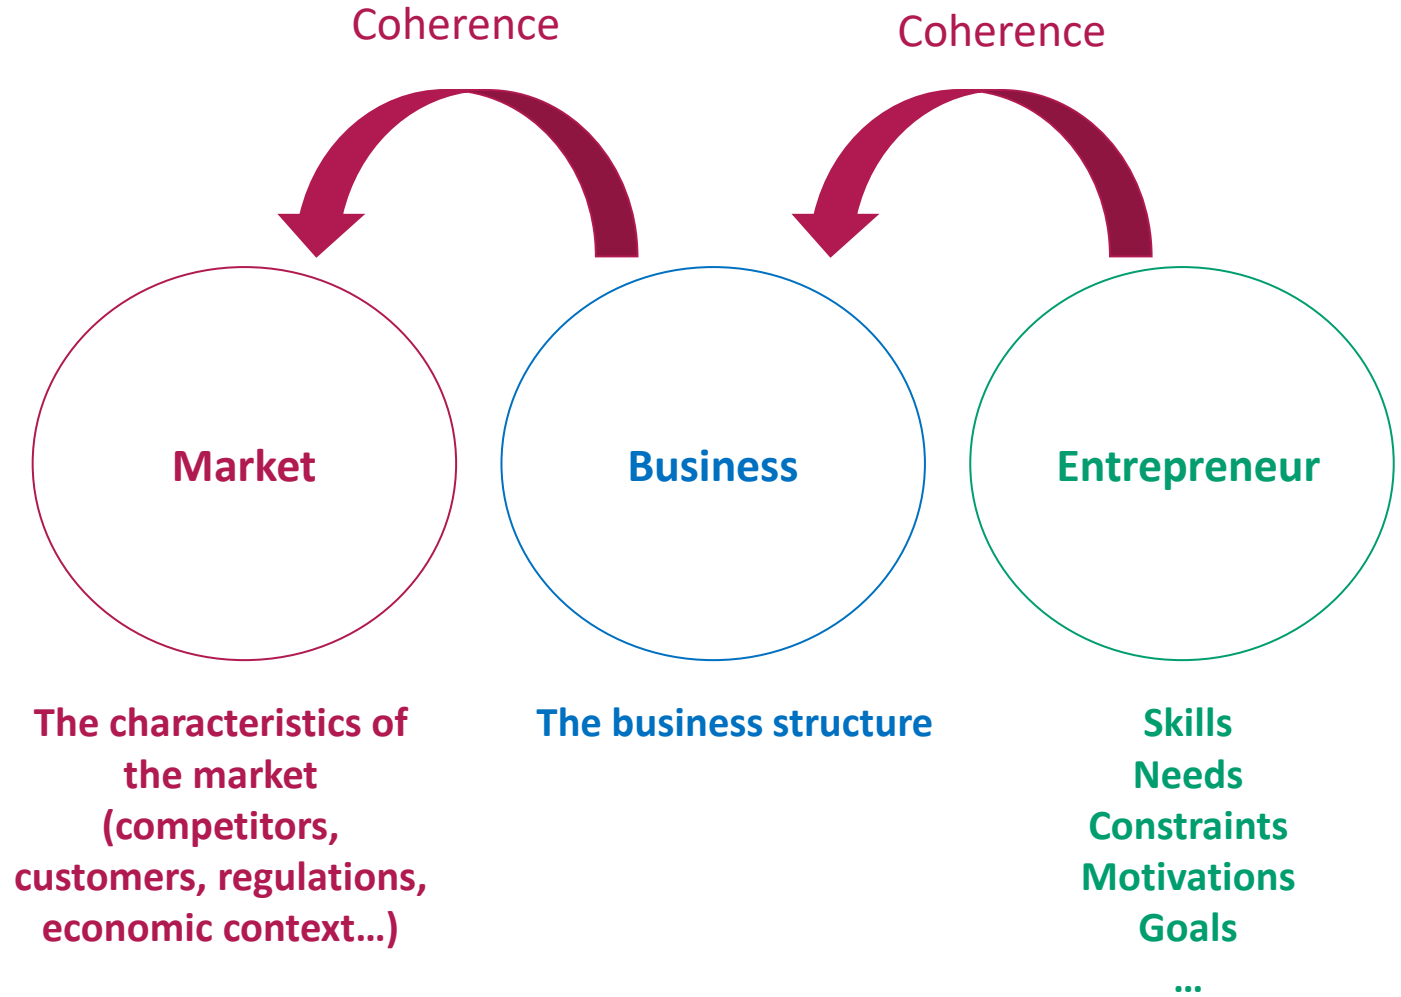 Coherence
Coherence
Market
Business
Entrepreneur
The characteristics of
the market
(competitors,
customers, regulations,
economic context…)
The business structure
Skills
Needs
Constraints
Motivations
Goals
…